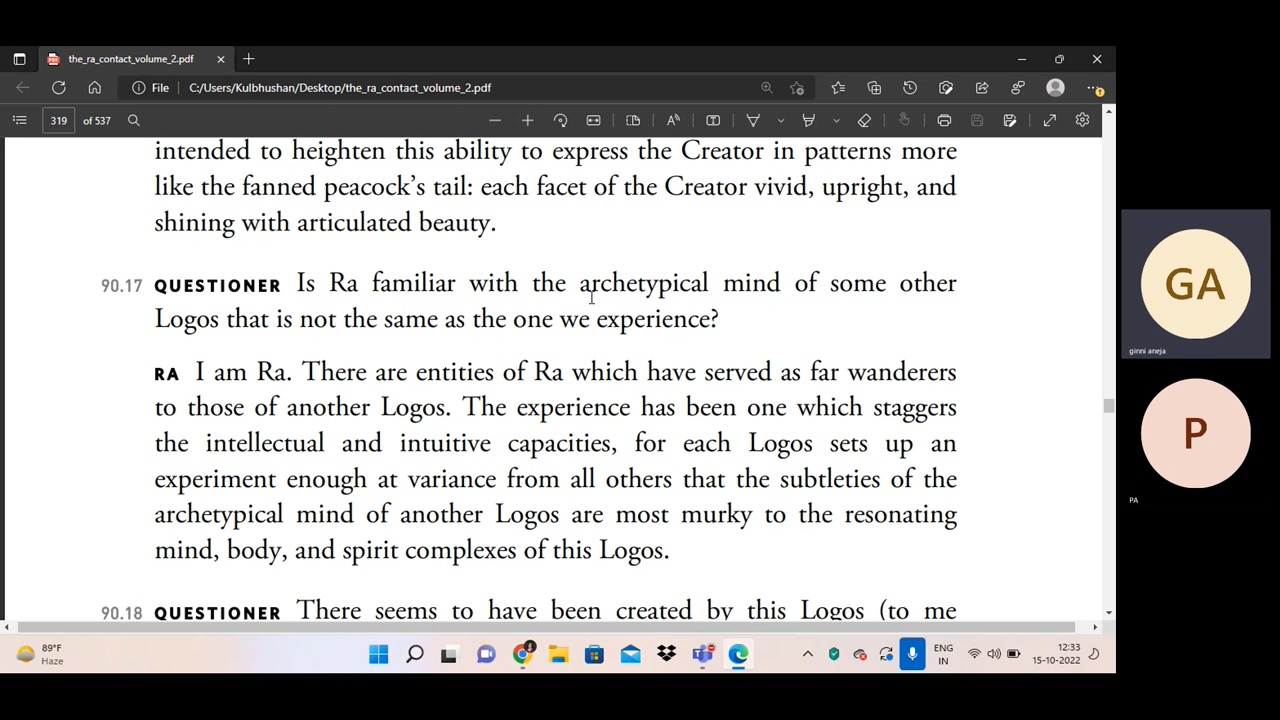 the_ra_contact_volume_2.pdf
File C:/Users/Kulbhushan/Desktop/the_ra_contact_volume_2.pdf
319 of 537
intended to heighten this ability to express the Creator in patterns more
like the fanned peacock's tail: each facet of the Creator vivid, upright, and
shining with articulated beauty.
90.17 QUESTIONER Is Ra familiar with the archetypical mind of some other
Logos that is not the same as the one we experience?
RA I am Ra. There are entities of Ra which have served as far wanderers
to those of another Logos. The experience has been one which staggers
the intellectual and intuitive capacities, for each Logos sets up an
experiment enough at variance from all others that the subtleties of the
archetypical mind of another Logos are most murky to the resonating
mind, body, and spirit complexes of this Logos.
90.18 QUESTIONER There seems to have been created by this Logos (to me
GA
ginni aneja
P
PA
89°F
Haze
ENG
IN
12:33
15-10-2022